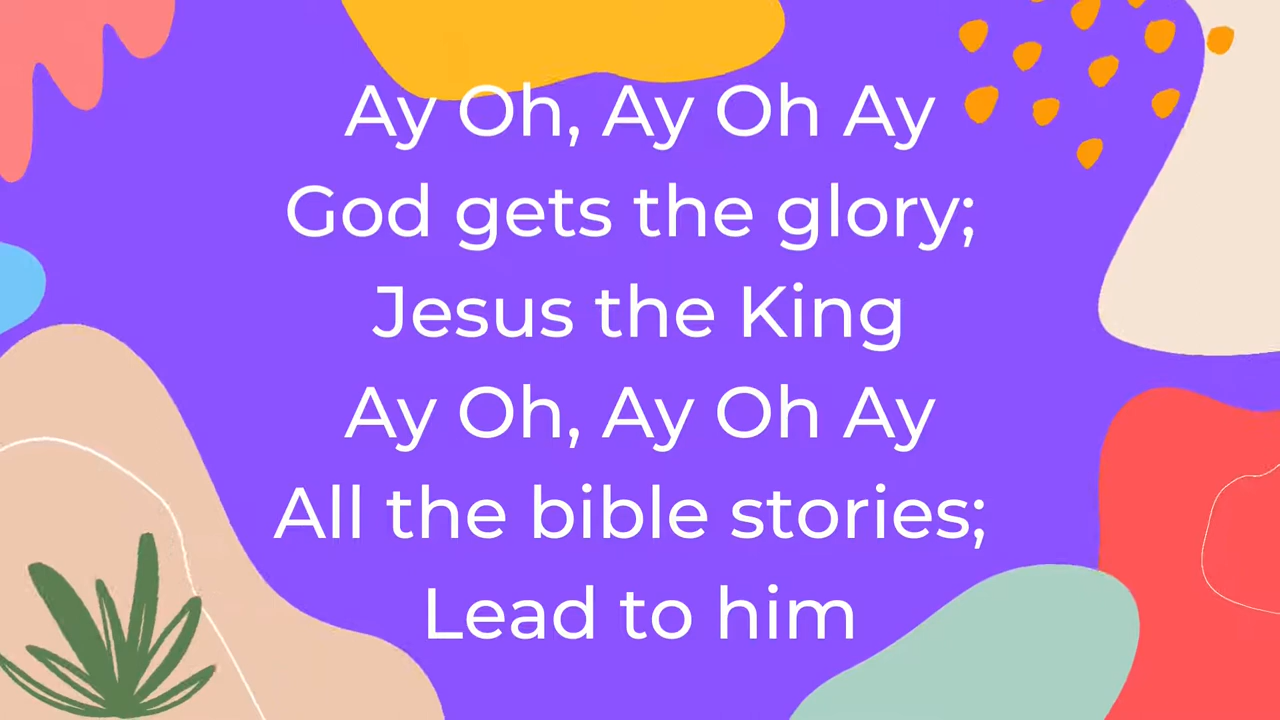 Ay Oh, Ay Oh Ay
God gets the glory;
Jesus the King
Ay Oh, Ay Oh Ay
All the bible stories;
Lead to him